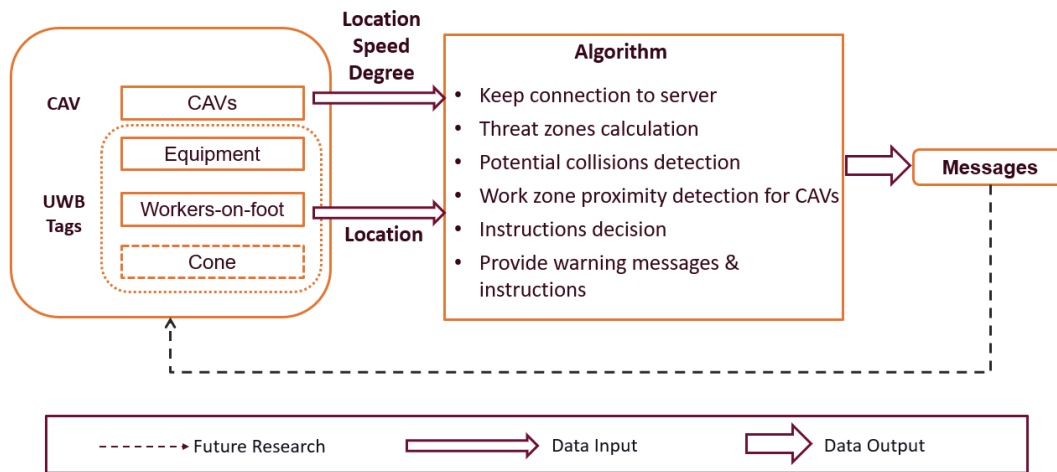 Location
Speed
Degree
CAV
CAVs
Equipment
UWB
Tags
Workers-on-foot
Cone
Location
Algorithm
• Keep connection to server
• Threat zones calculation
• Potential collisions detection
• Work zone proximity detection for CAVs
• Instructions decision
• Provide warning messages &
instructions
Messages
Future Research
Data Input
Data Output